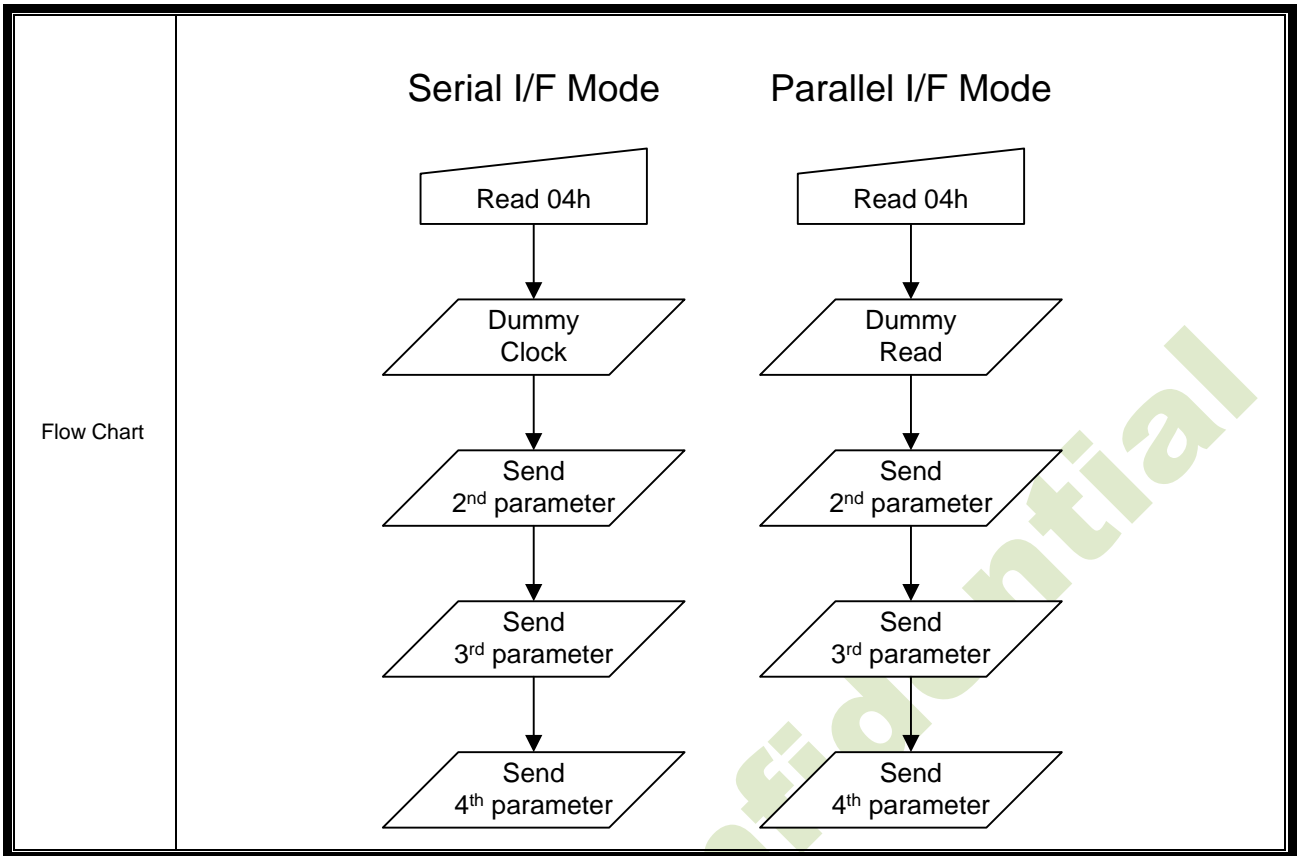 Flow Chart
Serial I/F Mode
Read 04h
Dummy
Clock
Send
2nd parameter
Send
3rd parameter
Send
4th parameter
Parallel I/F Mode
Read 04h
Dummy
Read
Send
2nd parameter
Send
3rd parameter
Send
4th parameter
nfidential